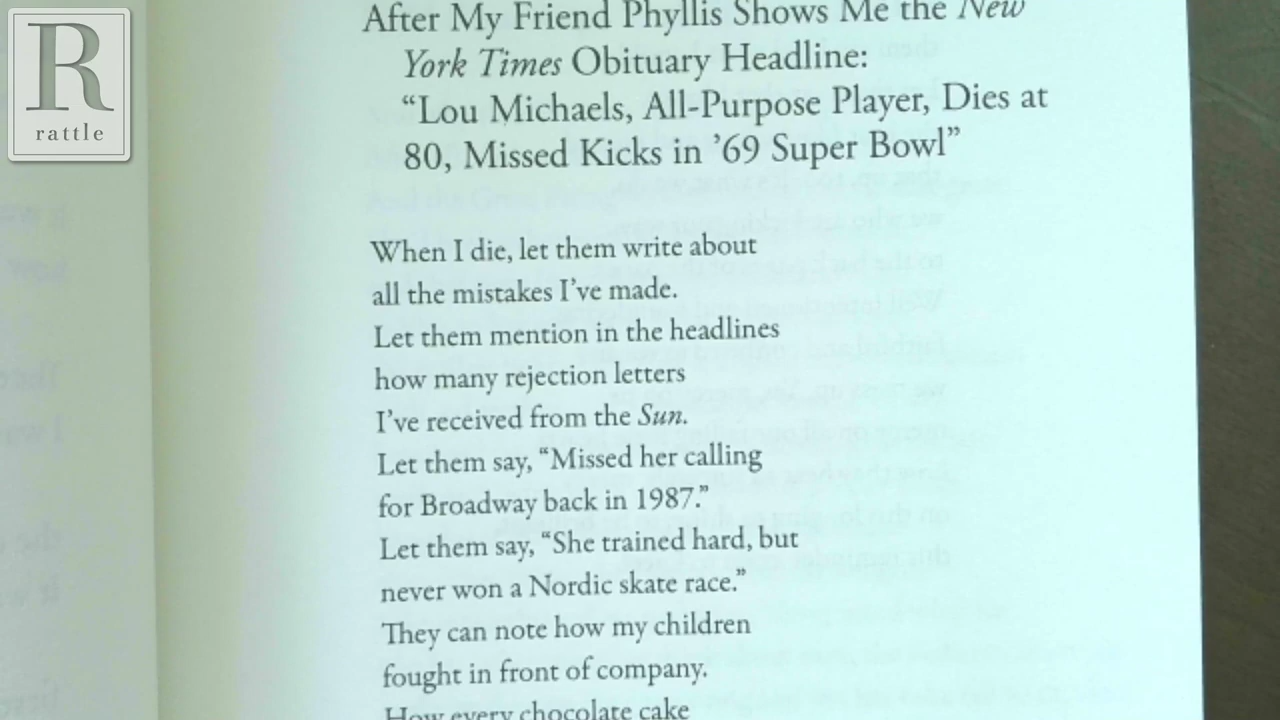 R
rattle
After My Friend Phyllis Shows Me the New
York Times Obituary Headline:
“Lou Michaels, All-Purpose Player, Dies at
80, Missed Kicks in ’69 Super Bowl”
When I die, let them write about
all the mistakes I’ve made.
Let them mention in the headlines
how many rejection letters
I’ve received from the Sun.
Let them say, “Missed her calling
for Broadway back in 1987.”
Let them say, “She trained hard, but
never won a Nordic skate race.”
They can note how my children
fought in front of company.
How every chocolate cake